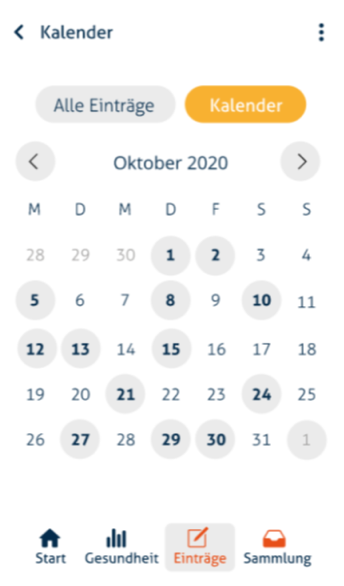 Kalender
Alle Einträge Kalender
Oktober 2020
M D M D F S S
28 29 30 1 2 3 4
5 6 7 8 9 10 11
12 13 14 15 16 17 18
19 20 21 22 23 24 25
26 27 28 29 30 31 1
Start Gesundheit Einträge Sammlung